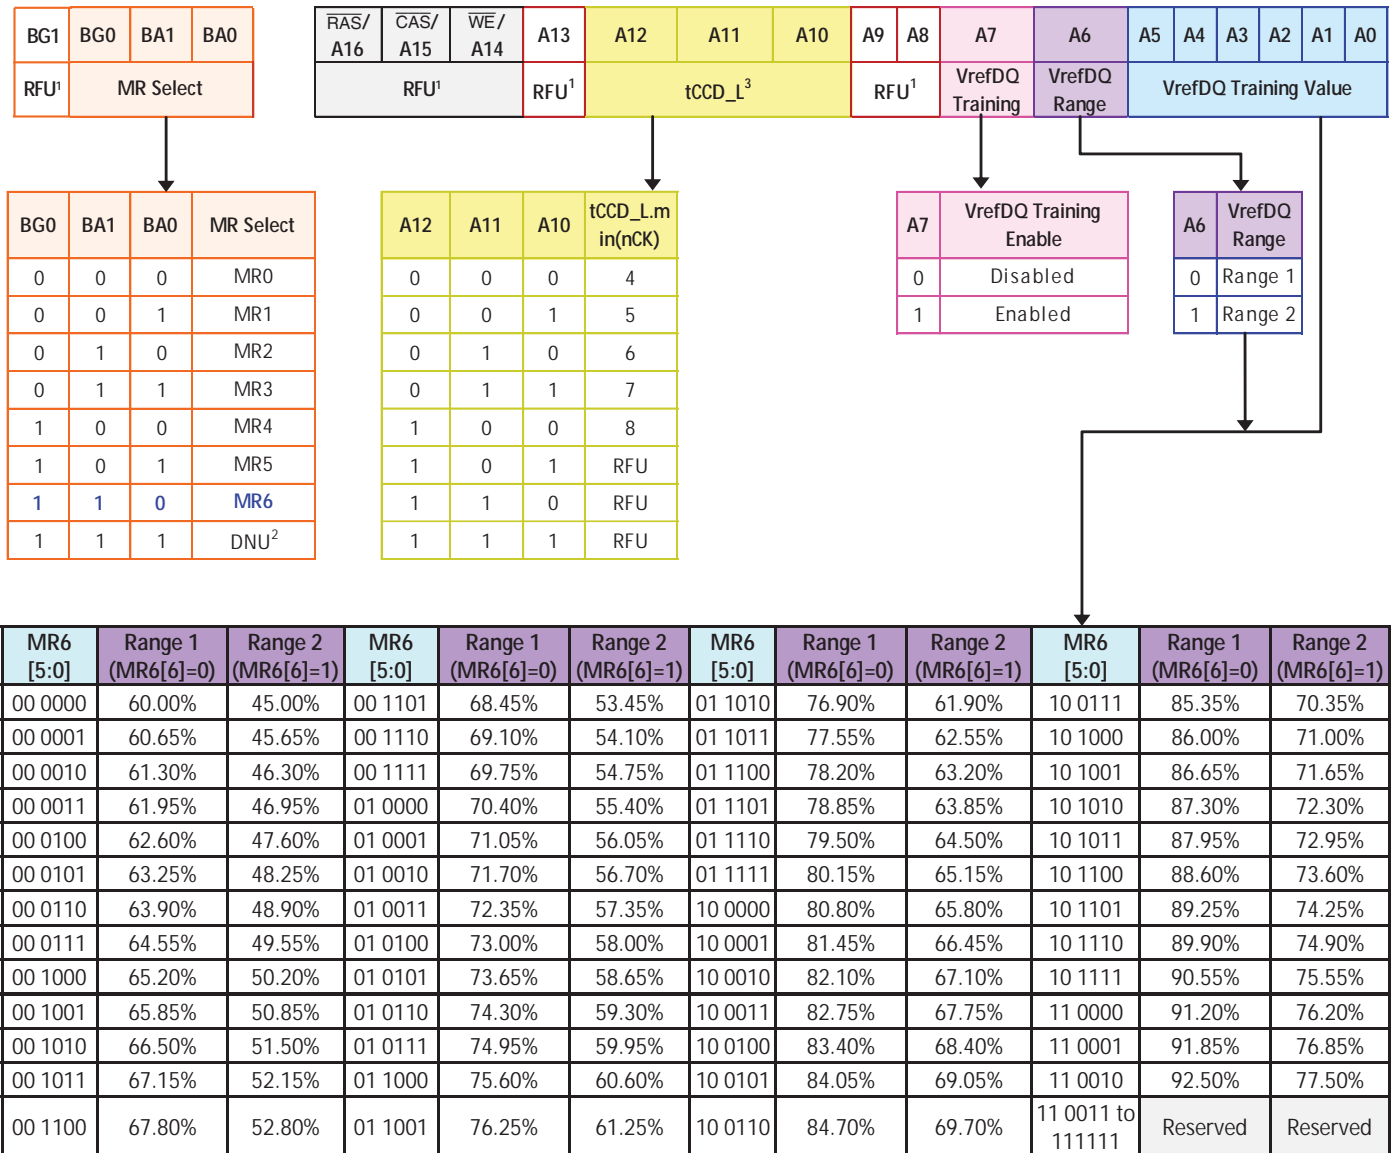 BG1 BG0 BA1 BA0 RAS/ A16 CAS/ A15 WE/ A14 A13 A12 A11 A10 A9 A8 A7 A6 A5 A4 A3 A2 A1 A0
RFU¹ MR Select RFU¹ RFU¹ tCCD_L³ RFU¹ VrefDQ Training VrefDQ Range VrefDQ Training Value
BG0 BA1 BA0 MR Select
0 0 0 MR0
0 0 1 MR1
0 1 0 MR2
0 1 1 MR3
1 0 0 MR4
1 0 1 MR5
1 1 0 MR6
1 1 1 DNU²
A12 A11 A10 tCCD_L.m in(nCK)
0 0 0 4
0 0 1 5
0 1 0 6
0 1 1 7
1 0 0 8
1 0 1 RFU
1 1 0 RFU
1 1 1 RFU
A7 VrefDQ Training Enable
0 Disabled
1 Enabled
A6 VrefDQ Range
0 Range 1
1 Range 2
MR6 [5:0] Range 1 (MR6[6]=0) Range 2 (MR6[6]=1) MR6 [5:0] Range 1 (MR6[6]=0) Range 2 (MR6[6]=1) MR6 [5:0] Range 1 (MR6[6]=0) Range 2 (MR6[6]=1) MR6 [5:0] Range 1 (MR6[6]=0) Range 2 (MR6[6]=1)
00 0000 60.00% 45.00% 00 1101 68.45% 53.45% 01 1010 76.90% 61.90% 10 0111 85.35% 70.35%
00 0001 60.65% 45.65% 00 1110 69.10% 54.10% 01 1011 77.55% 62.55% 10 1000 86.00% 71.00%
00 0010 61.30% 46.30% 00 1111 69.75% 54.75% 01 1100 78.20% 63.20% 10 1001 86.65% 71.65%
00 0011 61.95% 46.95% 01 0000 70.40% 55.40% 01 1101 78.85% 63.85% 10 1010 87.30% 72.30%
00 0100 62.60% 47.60% 01 0001 71.05% 56.05% 01 1110 79.50% 64.50% 10 1011 87.95% 72.95%
00 0101 63.25% 48.25% 01 0010 71.70% 56.70% 01 1111 80.15% 65.15% 10 1100 88.60% 73.60%
00 0110 63.90% 48.90% 01 0011 72.35% 57.35% 10 0000 80.80% 65.80% 10 1101 89.25% 74.25%
00 0111 64.55% 49.55% 01 0100 73.00% 58.00% 10 0001 81.45% 66.45% 10 1110 89.90% 74.90%
00 1000 65.20% 50.20% 01 0101 73.65% 58.65% 10 0010 82.10% 67.10% 10 1111 90.55% 75.55%
00 1001 65.85% 50.85% 01 0110 74.30% 59.30% 10 0011 82.75% 67.75% 11 0000 91.20% 76.20%
00 1010 66.50% 51.50% 01 0111 74.95% 59.95% 10 0100 83.40% 68.40% 11 0001 91.85% 76.85%
00 1011 67.15% 52.15% 01 1000 75.60% 60.60% 10 0101 84.05% 69.05% 11 0010 92.50% 77.50%
00 1100 67.80% 52.80% 01 1001 76.25% 61.25% 10 0110 84.70% 69.70% 11 0011 to 111111 Reserved Reserved